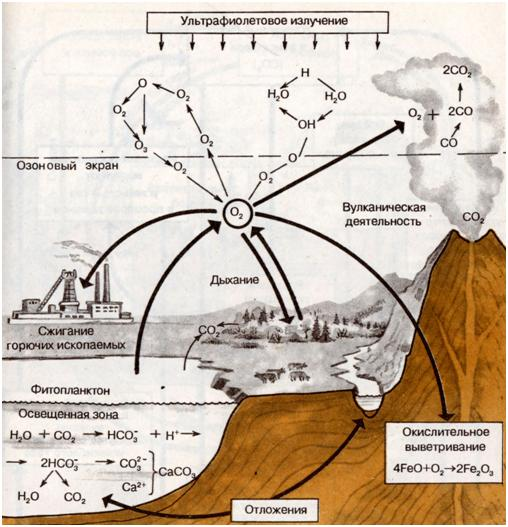 Ультрафиолетовое излучение
O O₂ O₂ O₃ O₂ O₂
H H₂O H₂O OH O O₂
2CO₂
O₂ + 2CO
CO
Озоновый экран
O₂
Вулканическая
деятельность
CO₂
Дыхание
Сжигание
горючих ископаемых
CO₂
Фитопланктон
Освещенная зона
H₂O + CO₂ → HCO₃⁻ + H⁺ →
→ 2HCO₃⁻ → CO₃²⁻
Ca²⁺ } CaCO₃
H₂O CO₂
Окислительное
выветривание
4FeO+O₂→2Fe₂O₃
Отложения